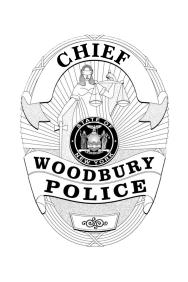 CHIEF
STATE OF
NEW YORK
WOODBURY
POLICE